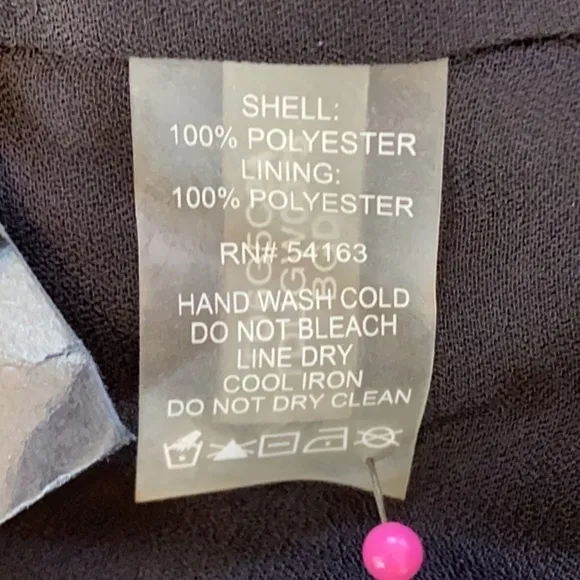 SHELL:
100% POLYESTER
LINING:
100% POLYESTER
RN# 54163
HAND WASH COLD
DO NOT BLEACH
LINE DRY
COOL IRON
DO NOT DRY CLEAN